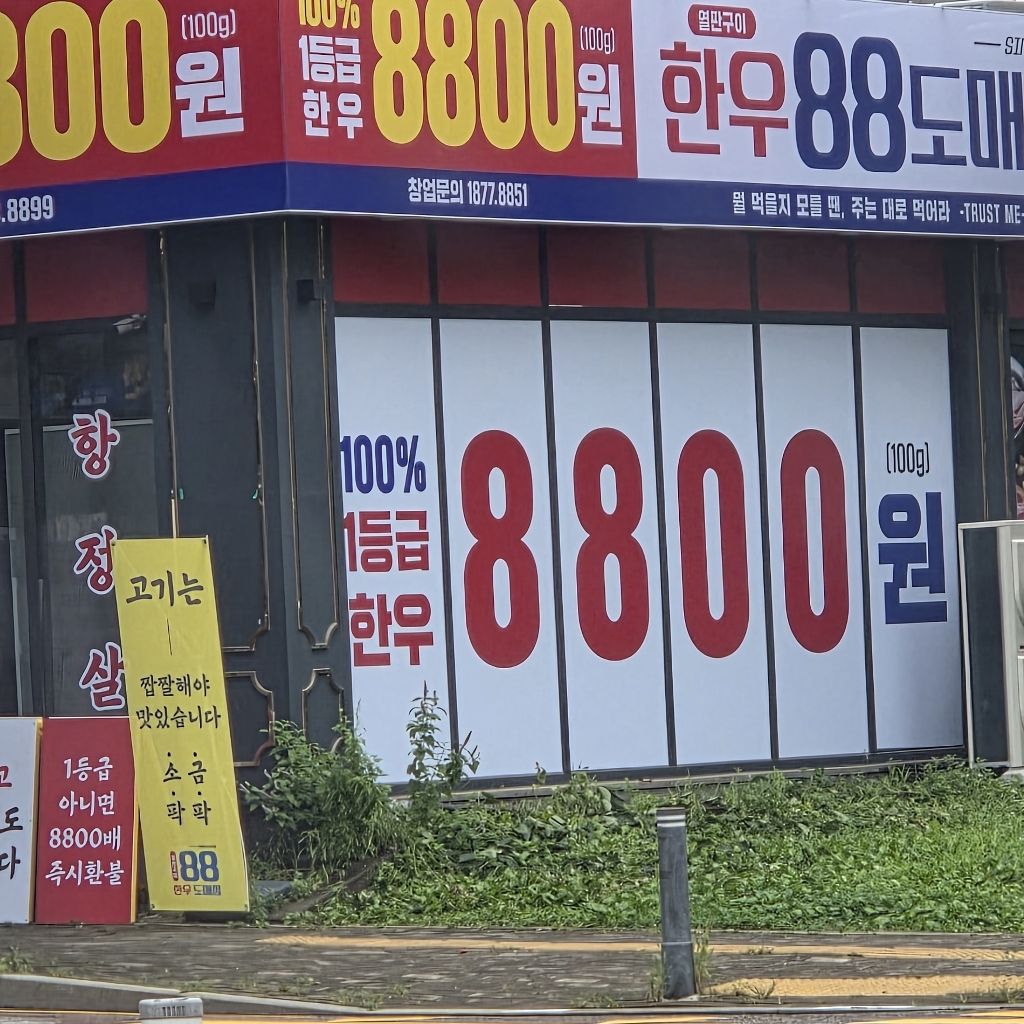 800
(100g)
원
100%
1등급
한우
8800
(100g)
원
열판구이
한우88도매
.8899
창업문의 1877.8851
뭘 먹을지 모를 땐, 주는 대로 먹어라 -TRUST ME-
항
정
살
100%
1등급
한우
8800
(100g)
원
고기는
짭짤해야
맛있습니다
소금
팍팍
88
한우
1등급
아니면
8800배
즉시환불
고
도
다